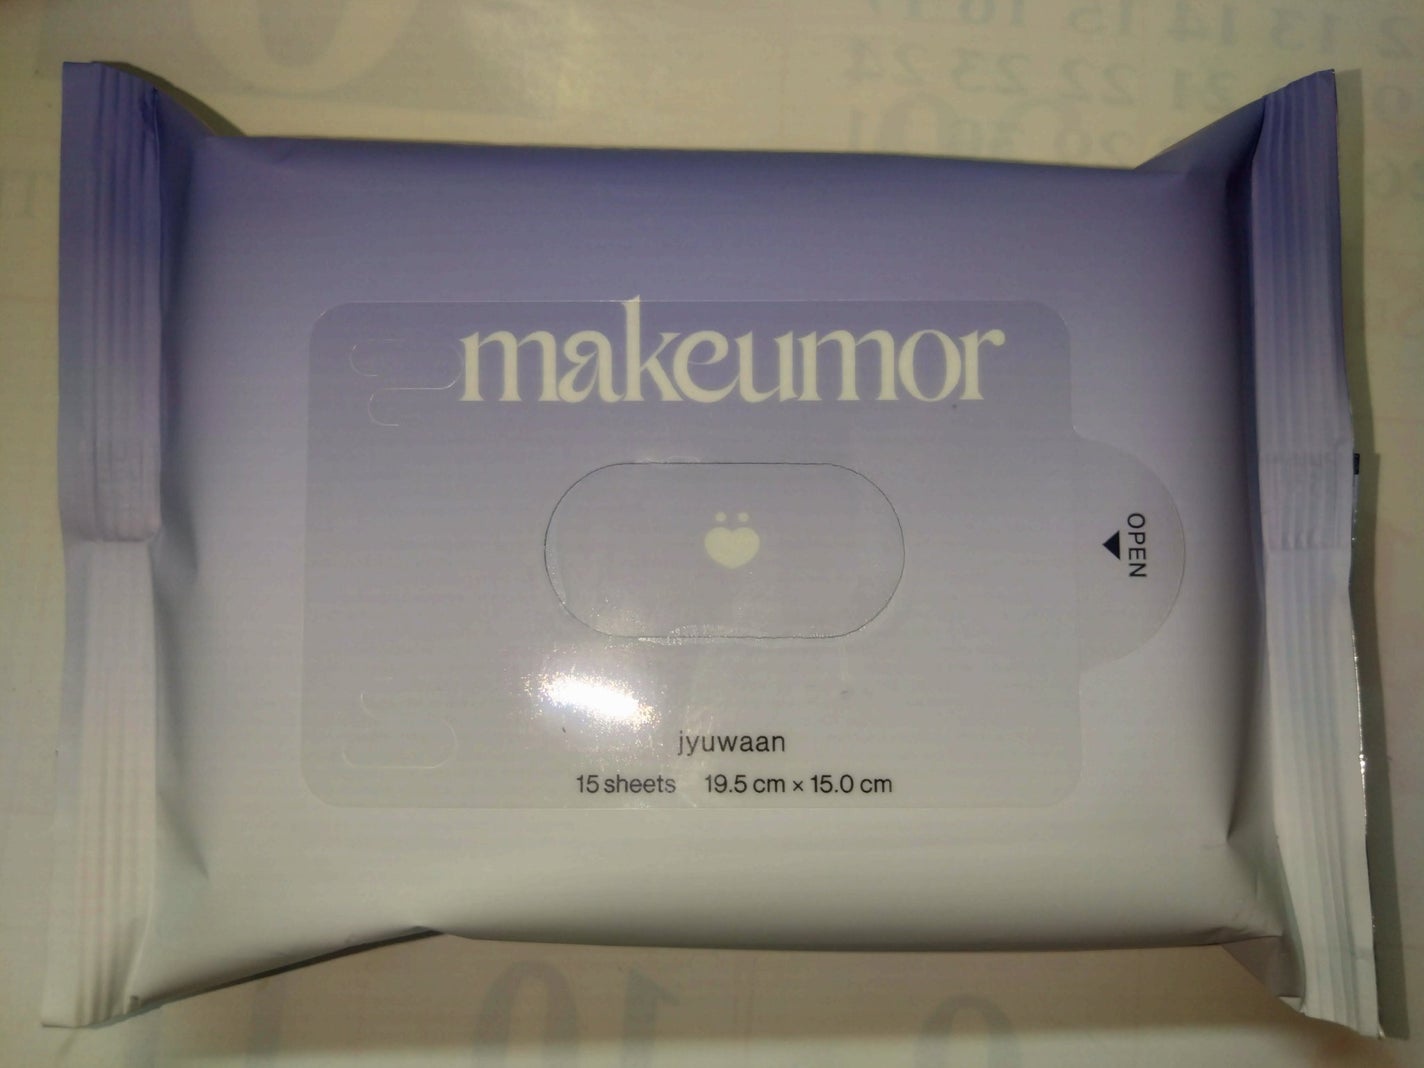 makeumor
OPEN
jyuwaan
15 sheets 19.5 cm × 15.0 cm